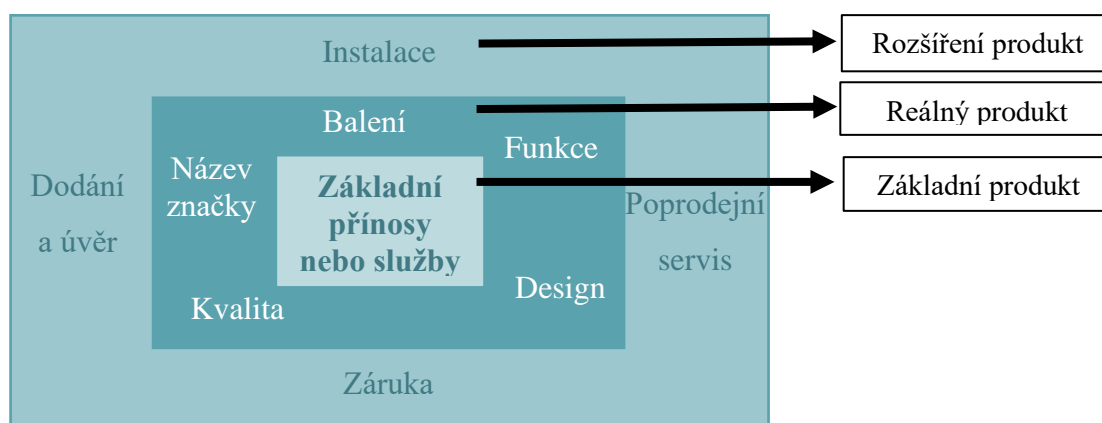 Instalace
Rozšíření produkt
Balení
Reálný produkt
Funkce
Název
značky
Základní
přínosy
nebo služby
Základní produkt
Dodání
a úvěr
Poprodejní
servis
Kvalita
Design
Záruka